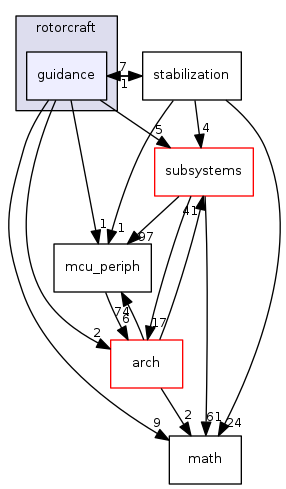 rotorcraft
guidance
stabilization
7
1
5
4
subsystems
1
1
97
41
mcu_periph
74
6
17
2
arch
2
9
61
24
math